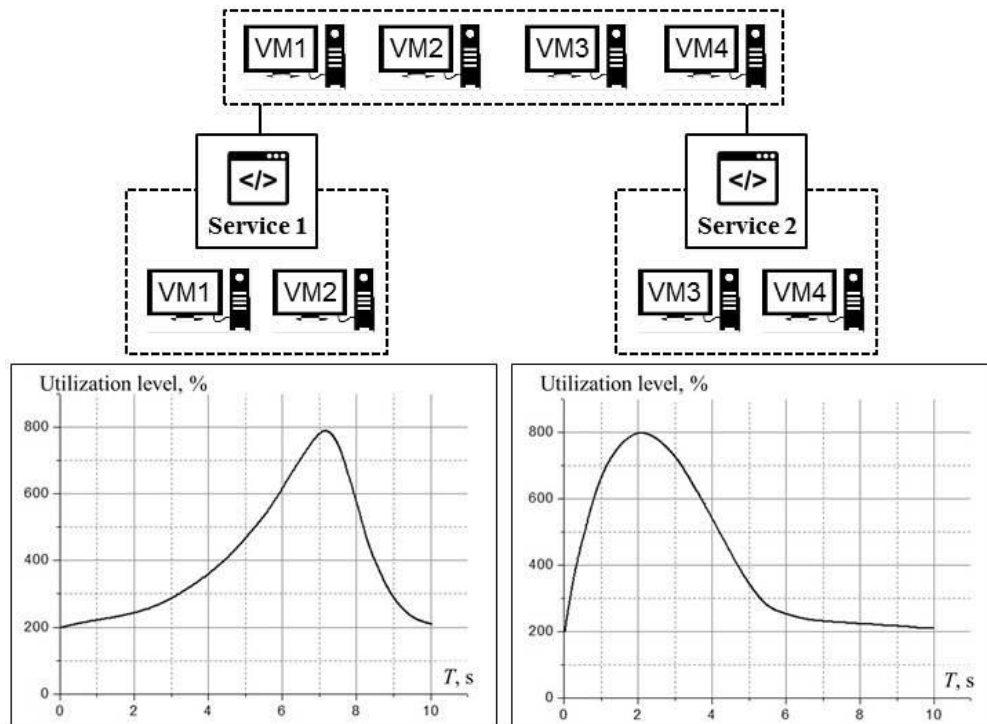 VM1 VM2 VM3 VM4
</>
Service 1
</>
Service 2
VM1 VM2
VM3 VM4
Utilization level, %
800
600
400
200
0
0 2 4 6 8 10
T, s
Utilization level, %
800
600
400
200
0
0 2 4 6 8 10
T, s